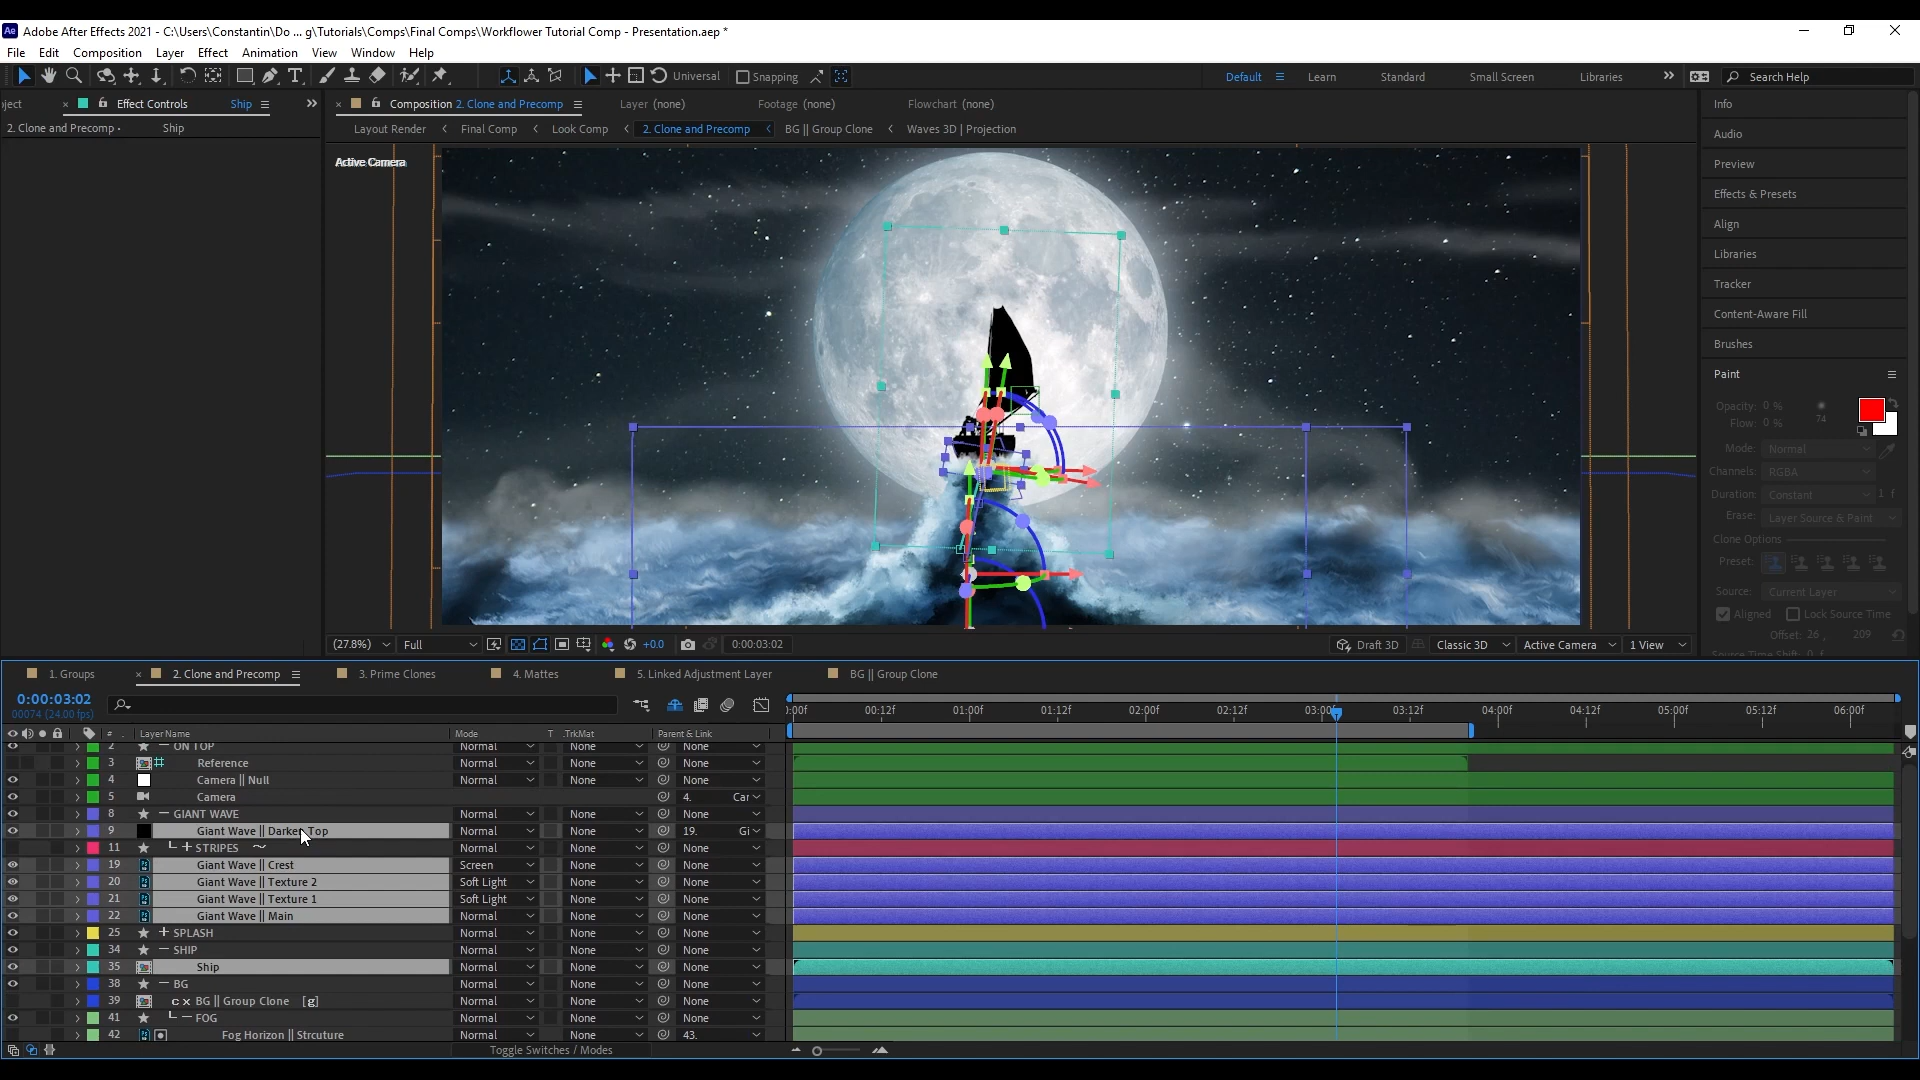 Ae Adobe After Effects 2021 - C:\Users\Constantin\Do ... g\Tutorials\Comps\Final Comps\Workflower Tutorial Comp - Presentation.aep *
File Edit Composition Layer Effect Animation View Window Help
Universal Snapping Default Learn Standard Small Screen Libraries Search Help
oject Effect Controls Ship Composition 2. Clone and Precomp Layer (none) Footage (none) Flowchart (none) Info
2. Clone and Precomp · Ship Layout Render Final Comp Look Comp 2. Clone and Precomp BG || Group Clone Waves 3D | Projection
Active Camera
Audio
Preview
Effects & Presets
Align
Libraries
Tracker
Content-Aware Fill
Brushes
Paint
Opacity: 0 %
Flow: 0 %
74
Mode: Normal
Channels: RGBA
Duration: Constant 1 f
Erase: Layer Source & Paint
Clone Options
Preset:
Source: Current Layer
Aligned Lock Source Time
Offset: 26 , 209
Source Time Shift: 0 f
(27.8%) Full +0.0 0:00:03:02 Draft 3D Classic 3D Active Camera 1 View
1. Groups 2. Clone and Precomp 3. Prime Clones 4. Mattes 5. Linked Adjustment Layer BG || Group Clone
0:00:03:02
00074 (24.00 fps)
):00f 00:12f 01:00f 01:12f 02:00f 02:12f 03:00f 03:12f 04:00f 04:12f 05:00f 05:12f 06:00f
# . Layer Name Mode T .TrkMat Parent & Link
2 ON TOP Normal None None
3 Reference Normal None None
4 Camera || Null Normal None None
5 Camera 4. Car
8 GIANT WAVE Normal None None
9 Giant Wave || Darken Top Normal None 19. Gi
11 STRIPES Normal None None
19 Giant Wave || Crest Screen None None
20 Giant Wave || Texture 2 Soft Light None None
21 Giant Wave || Texture 1 Soft Light None None
22 Giant Wave || Main Normal None None
25 SPLASH Normal None None
34 SHIP Normal None None
35 Ship Normal None None
38 BG Normal None None
39 c x BG || Group Clone [g] Normal None None
41 FOG Normal None None
42 Fog Horizon || Strcuture Normal None 43.
Toggle Switches / Modes